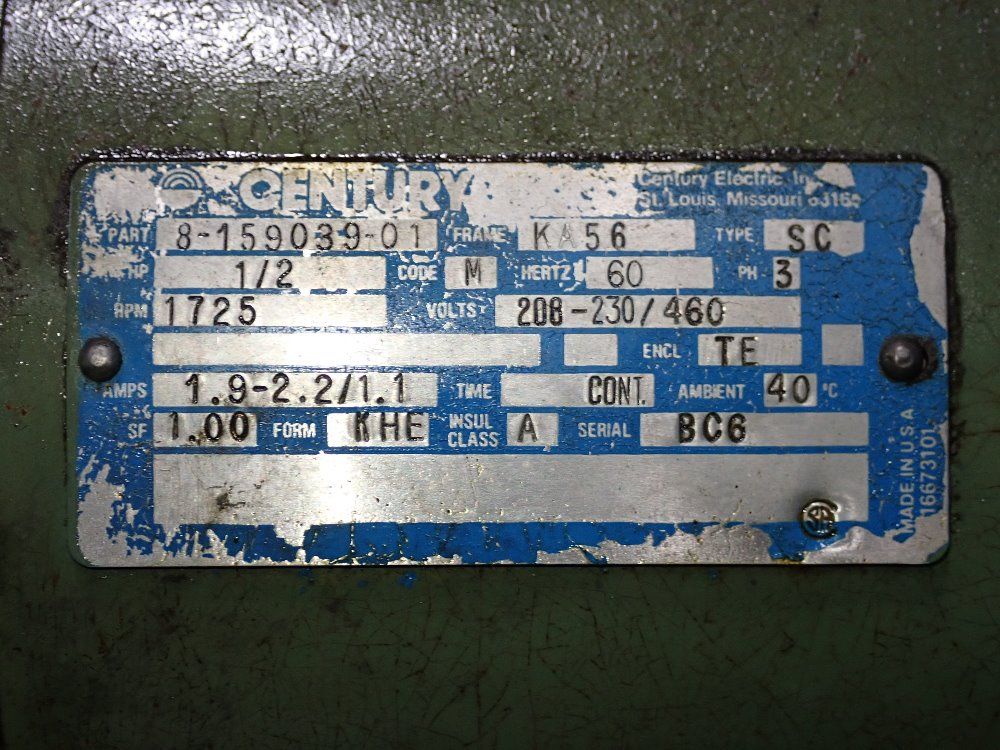 CENTURY
Century Electric, Inc.
St. Louis, Missouri 63166
PART 8-159039-01 FRAME KA56 TYPE SC
HP 1/2 CODE M HERTZ 60 PH 3
RPM 1725 VOLTS 208-230/460
ENCL TE
AMPS 1.9-2.2/1.1 TIME CONT. AMBIENT 40 °C
SF 1.00 FORM KHE INSUL CLASS A SERIAL BC6
MADE IN U.S.A.